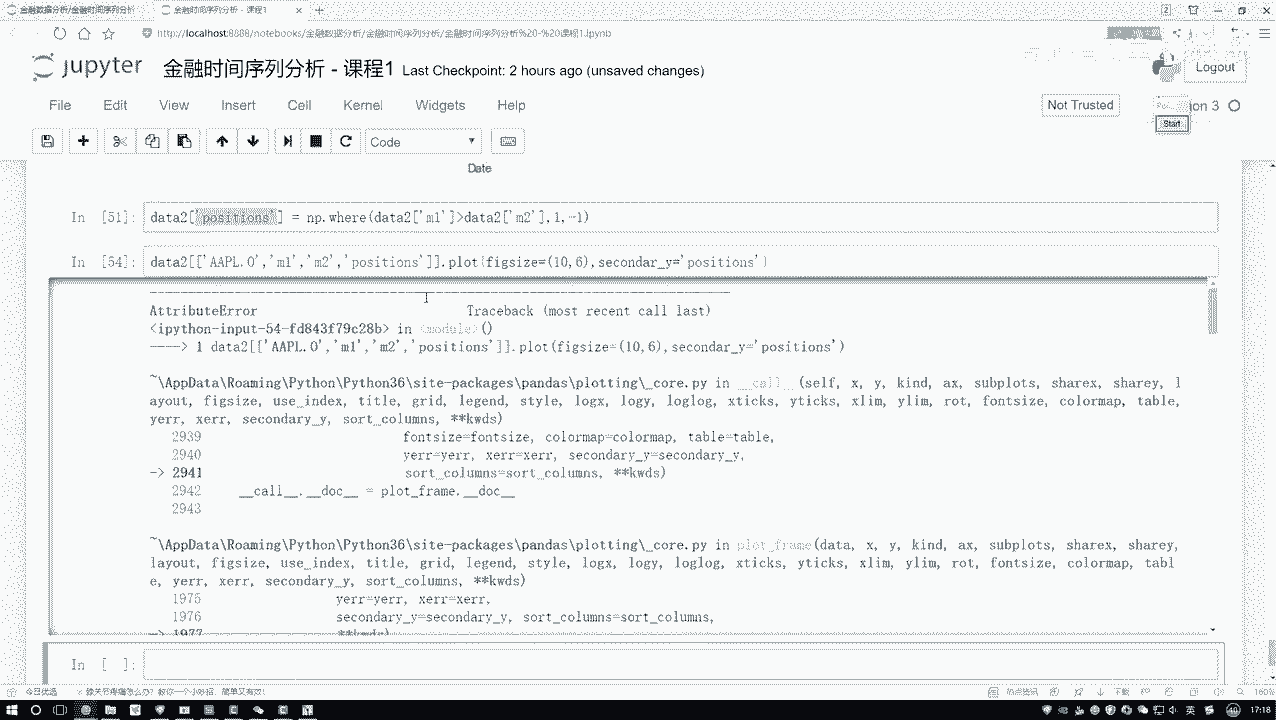 金融数据分析/金融时间序列分析
金融时间序列分析 - 课程1
http://localhost:8888/notebooks/金融数据分析/金融时间序列分析/金融时间序列分析%20-%20课程1.ipynb
jupyter 金融时间序列分析 - 课程1 Last Checkpoint: 2 hours ago (unsaved changes)
Logout
File Edit View Insert Cell Kernel Widgets Help
Not Trusted
on 3
Start
Code
Date
In [51]: data2['positions'] = np.where(data2['m1']>data2['m2'],1,-1)
In [54]: data2[['AAPL.O','m1','m2','positions']].plot(figsize=(10,6),secondar_y='positions')
AttributeError Traceback (most recent call last)
<ipython-input-54-fd843f79c28b> in <module>()
----> 1 data2[['AAPL.O','m1','m2','positions']].plot(figsize=(10,6),secondar_y='positions')
~\AppData\Roaming\Python\Python36\site-packages\pandas\plotting\_core.py in __call__(self, x, y, kind, ax, subplots, sharex, sharey, l
ayout, figsize, use_index, title, grid, legend, style, logx, logy, loglog, xticks, yticks, xlim, ylim, rot, fontsize, colormap, table,
yerr, xerr, secondary_y, sort_columns, **kwds)
2939 fontsize=fontsize, colormap=colormap, table=table,
2940 yerr=yerr, xerr=xerr, secondary_y=secondary_y,
-> 2941 sort_columns=sort_columns, **kwds)
2942 __call__.__doc__ = plot_frame.__doc__
2943
~\AppData\Roaming\Python\Python36\site-packages\pandas\plotting\_core.py in plot_frame(data, x, y, kind, ax, subplots, sharex, sharey,
layout, figsize, use_index, title, grid, legend, style, logx, logy, loglog, xticks, yticks, xlim, ylim, rot, fontsize, colormap, tabl
e, yerr, xerr, secondary_y, sort_columns, **kwds)
1975 yerr=yerr, xerr=xerr,
1976 secondary_y=secondary_y, sort_columns=sort_columns,
-> 1977 **kwds)
In [ ]:
今日优选
下载
160%
英
17:18